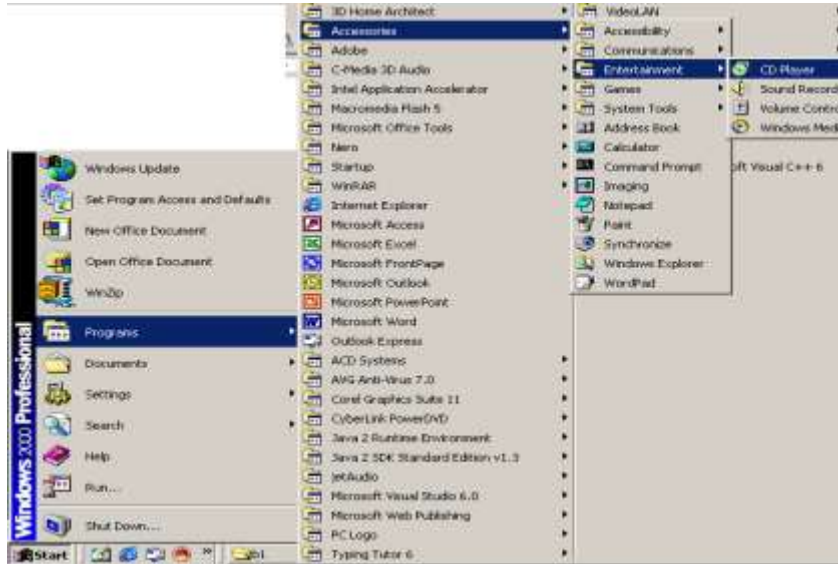 Windows Update
Set Program Access and Defaults
New Office Document
Open Office Document
WinZip
Programs
Documents
Settings
Search
Help
Run...
Shut Down...
Windows 2000 Professional
Start
3D Home Architect
Accessories
Adobe
C-Media 3D Audio
Intel Application Accelerator
Macromedia Flash 5
Microsoft Office Tools
Nero
Startup
WinRAR
Internet Explorer
Microsoft Access
Microsoft Excel
Microsoft FrontPage
Microsoft Outlook
Microsoft PowerPoint
Microsoft Word
Outlook Express
ACD Systems
AVG Anti-Virus 7.0
Corel Graphics Suite 11
CyberLink PowerDVD
Java 2 Runtime Environment
Java 2 SDK Standard Edition v1.3
jetAudio
Microsoft Visual Studio 6.0
Microsoft Web Publishing
PC Logo
Typing Tutor 6
VideoLAN
Accessibility
Communications
Entertainment
Games
System Tools
Address Book
Calculator
Command Prompt
Imaging
Notepad
Paint
Synchronize
Windows Explorer
WordPad
CD Player
Sound Record
Volume Contro
Windows Medi
oft Visual C++ 6